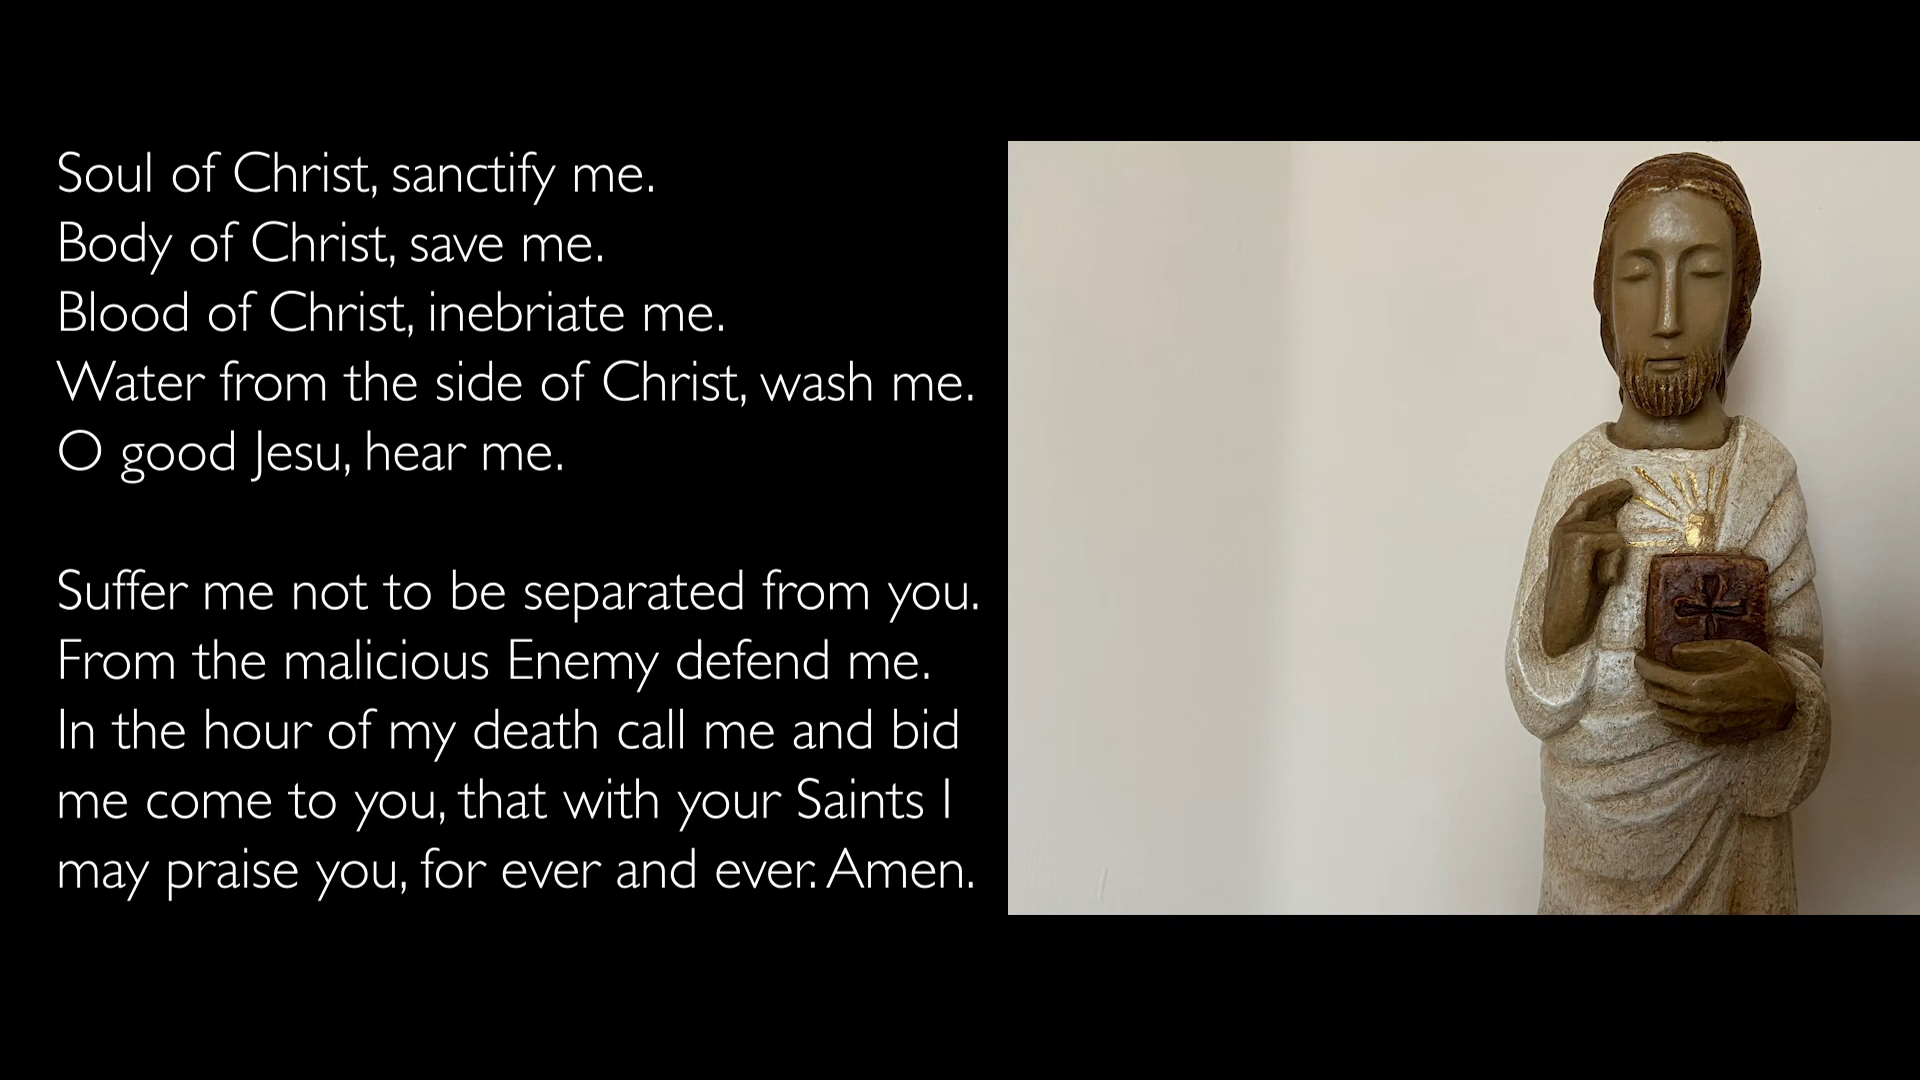 Soul of Christ, sanctify me.
Body of Christ, save me.
Blood of Christ, inebriate me.
Water from the side of Christ, wash me.
O good Jesu, hear me.
Suffer me not to be separated from you.
From the malicious Enemy defend me.
In the hour of my death call me and bid
me come to you, that with your Saints I
may praise you, for ever and ever. Amen.